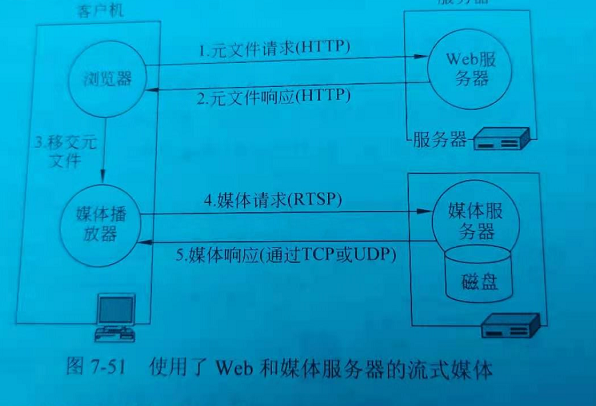 客户机
服务器
1.元文件请求(HTTP)
浏览器
Web服
务器
2.元文件响应(HTTP)
3.移交元
文件
服务器
4.媒体请求(RTSP)
媒体播
放器
媒体服
务器
5.媒体响应(通过TCP或UDP)
磁盘
图 7-51 使用了 Web 和媒体服务器的流式媒体